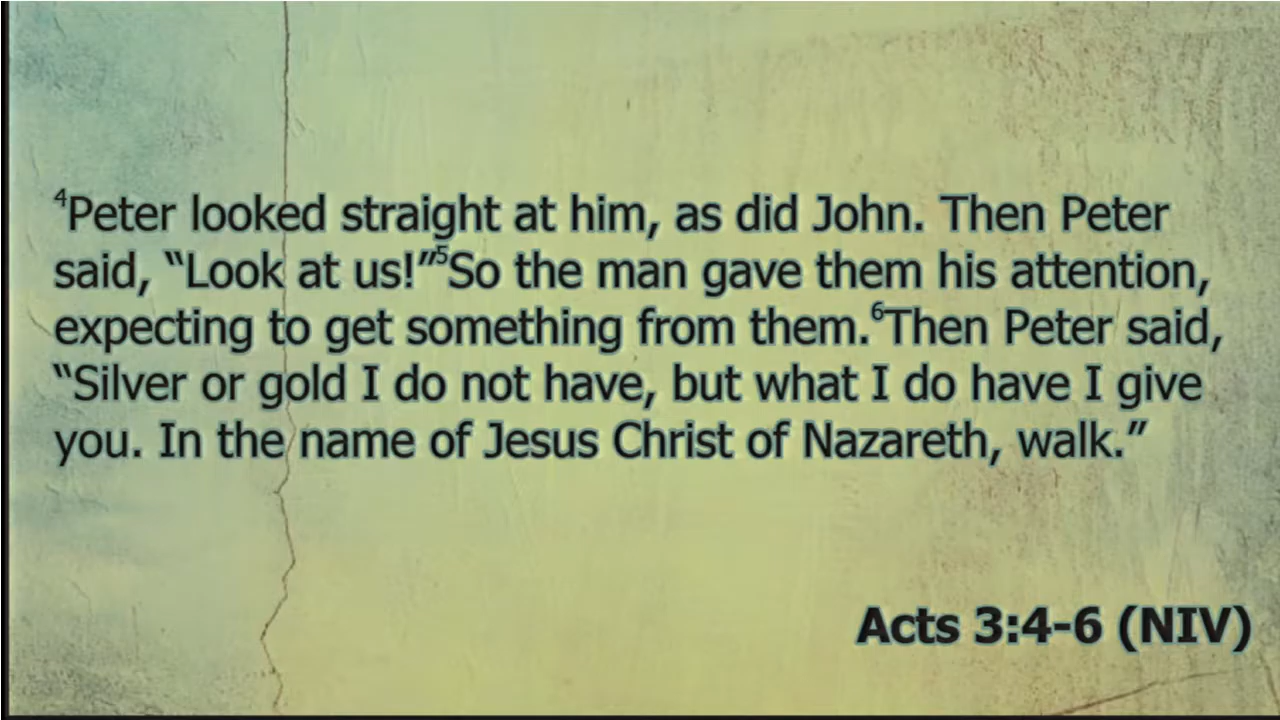 ⁴Peter looked straight at him, as did John. Then Peter
said, “Look at us!”⁵So the man gave them his attention,
expecting to get something from them.⁶Then Peter said,
“Silver or gold I do not have, but what I do have I give
you. In the name of Jesus Christ of Nazareth, walk.”
Acts 3:4-6 (NIV)